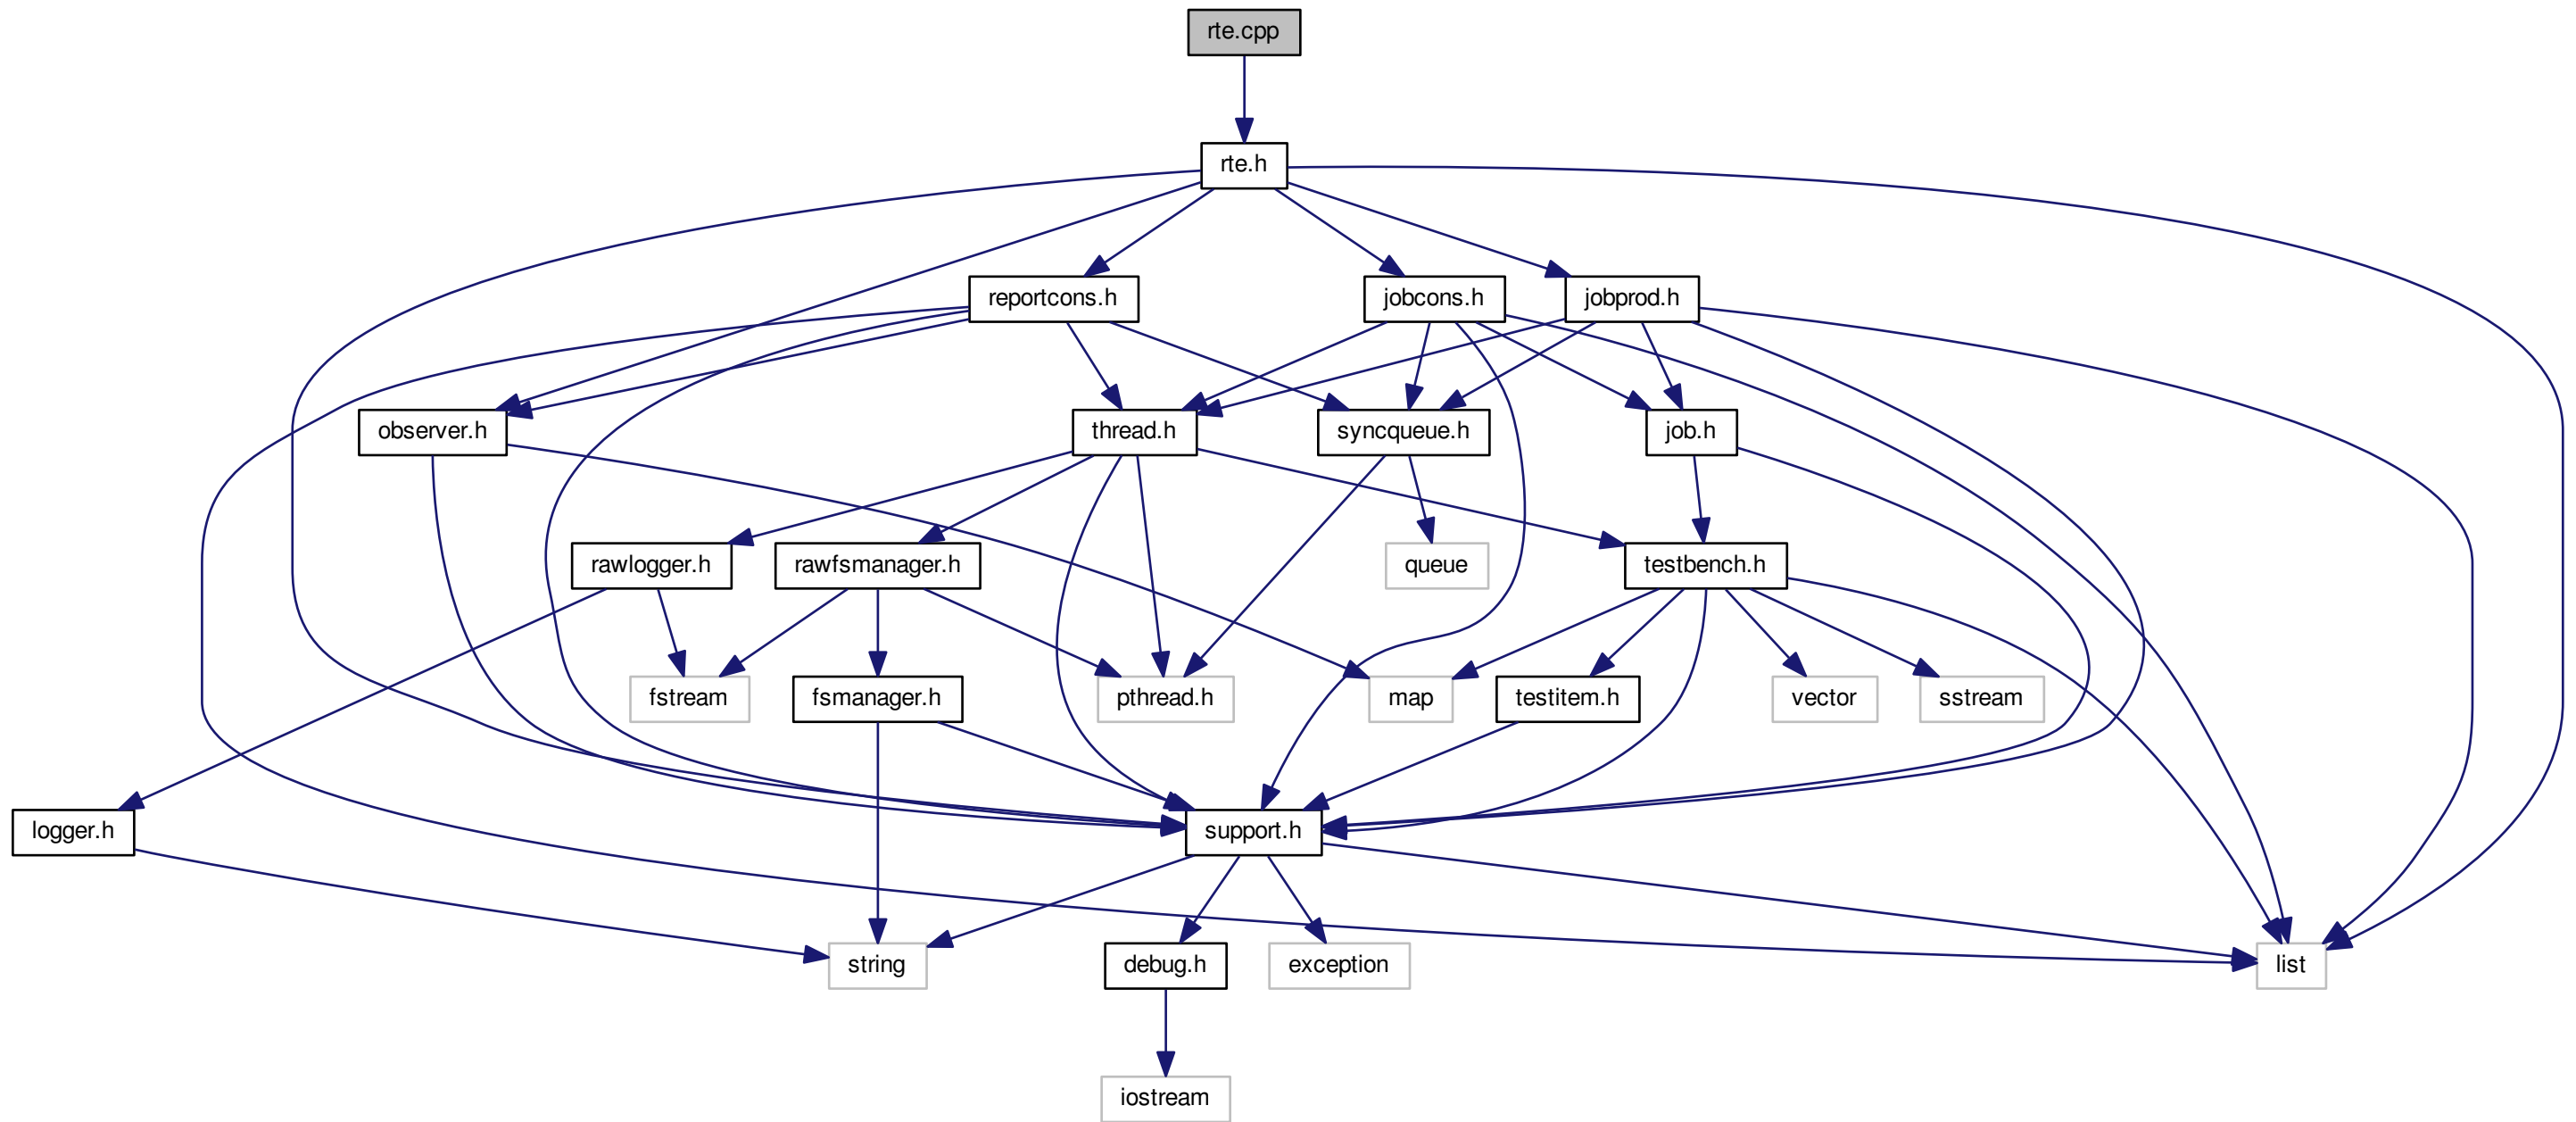 rte.cpp
rte.h
reportcons.h
jobcons.h
jobprod.h
observer.h
thread.h
syncqueue.h
job.h
rawlogger.h
rawfsmanager.h
queue
testbench.h
fstream
fsmanager.h
pthread.h
map
testitem.h
vector
sstream
logger.h
support.h
string
debug.h
exception
list
iostream